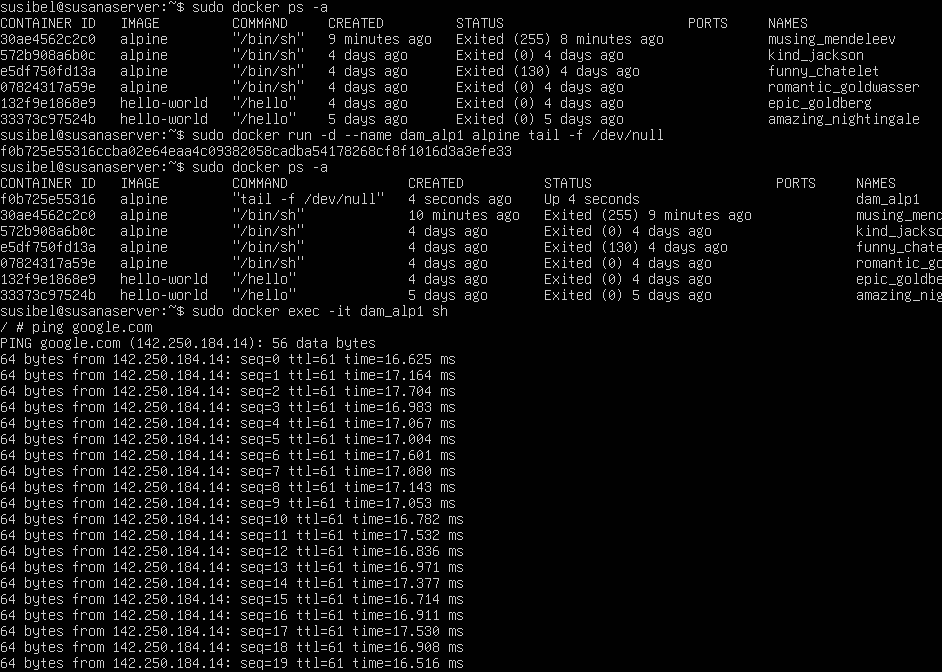 susibel@susanaserver:~$ sudo docker ps -a
CONTAINER ID   IMAGE         COMMAND     CREATED         STATUS                       PORTS     NAMES
30ae4562c2c0   alpine        "/bin/sh"   9 minutes ago   Exited (255) 8 minutes ago             musing_mendeleev
572b908a6b0c   alpine        "/bin/sh"   4 days ago      Exited (0) 4 days ago                  kind_jackson
e5df750fd13a   alpine        "/bin/sh"   4 days ago      Exited (130) 4 days ago                funny_chatelet
07824317a59e   alpine        "/bin/sh"   4 days ago      Exited (0) 4 days ago                  romantic_goldwasser
132f9e1868e9   hello-world   "/hello"    4 days ago      Exited (0) 4 days ago                  epic_goldberg
33373c97524b   hello-world   "/hello"    4 days ago      Exited (0) 5 days ago                  amazing_nightingale
susibel@susanaserver:~$ sudo docker run -d --name dam_alp1 alpine tail -f /dev/null
f0b725e55316ccba02e64eaa4c09382058cadba54178268cf8f1016d3a3efe33
susibel@susanaserver:~$ sudo docker ps -a
CONTAINER ID   IMAGE         COMMAND               CREATED          STATUS                       PORTS     NAMES
f0b725e55316   alpine        "tail -f /dev/null"   4 seconds ago    Up 4 seconds                           dam_alp1
30ae4562c2c0   alpine        "/bin/sh"             10 minutes ago   Exited (255) 9 minutes ago             musing_mend
572b908a6b0c   alpine        "/bin/sh"             4 days ago       Exited (0) 4 days ago                  kind_jackso
e5df750fd13a   alpine        "/bin/sh"             4 days ago       Exited (130) 4 days ago                funny_chate
07824317a59e   alpine        "/bin/sh"             4 days ago       Exited (0) 4 days ago                  romantic_go
132f9e1868e9   hello-world   "/hello"              4 days ago       Exited (0) 4 days ago                  epic_goldbe
33373c97524b   hello-world   "/hello"              5 days ago       Exited (0) 5 days ago                  amazing_nig
susibel@susanaserver:~$ sudo docker exec -it dam_alp1 sh
/ # ping google.com
PING google.com (142.250.184.14): 56 data bytes
64 bytes from 142.250.184.14: seq=0 ttl=61 time=16.625 ms
64 bytes from 142.250.184.14: seq=1 ttl=61 time=17.164 ms
64 bytes from 142.250.184.14: seq=2 ttl=61 time=17.704 ms
64 bytes from 142.250.184.14: seq=3 ttl=61 time=16.983 ms
64 bytes from 142.250.184.14: seq=4 ttl=61 time=17.067 ms
64 bytes from 142.250.184.14: seq=5 ttl=61 time=17.004 ms
64 bytes from 142.250.184.14: seq=6 ttl=61 time=17.601 ms
64 bytes from 142.250.184.14: seq=7 ttl=61 time=17.080 ms
64 bytes from 142.250.184.14: seq=8 ttl=61 time=17.143 ms
64 bytes from 142.250.184.14: seq=9 ttl=61 time=17.053 ms
64 bytes from 142.250.184.14: seq=10 ttl=61 time=16.782 ms
64 bytes from 142.250.184.14: seq=11 ttl=61 time=17.532 ms
64 bytes from 142.250.184.14: seq=12 ttl=61 time=16.836 ms
64 bytes from 142.250.184.14: seq=13 ttl=61 time=16.971 ms
64 bytes from 142.250.184.14: seq=14 ttl=61 time=17.377 ms
64 bytes from 142.250.184.14: seq=15 ttl=61 time=16.714 ms
64 bytes from 142.250.184.14: seq=16 ttl=61 time=16.911 ms
64 bytes from 142.250.184.14: seq=17 ttl=61 time=17.530 ms
64 bytes from 142.250.184.14: seq=18 ttl=61 time=16.908 ms
64 bytes from 142.250.184.14: seq=19 ttl=61 time=16.516 ms